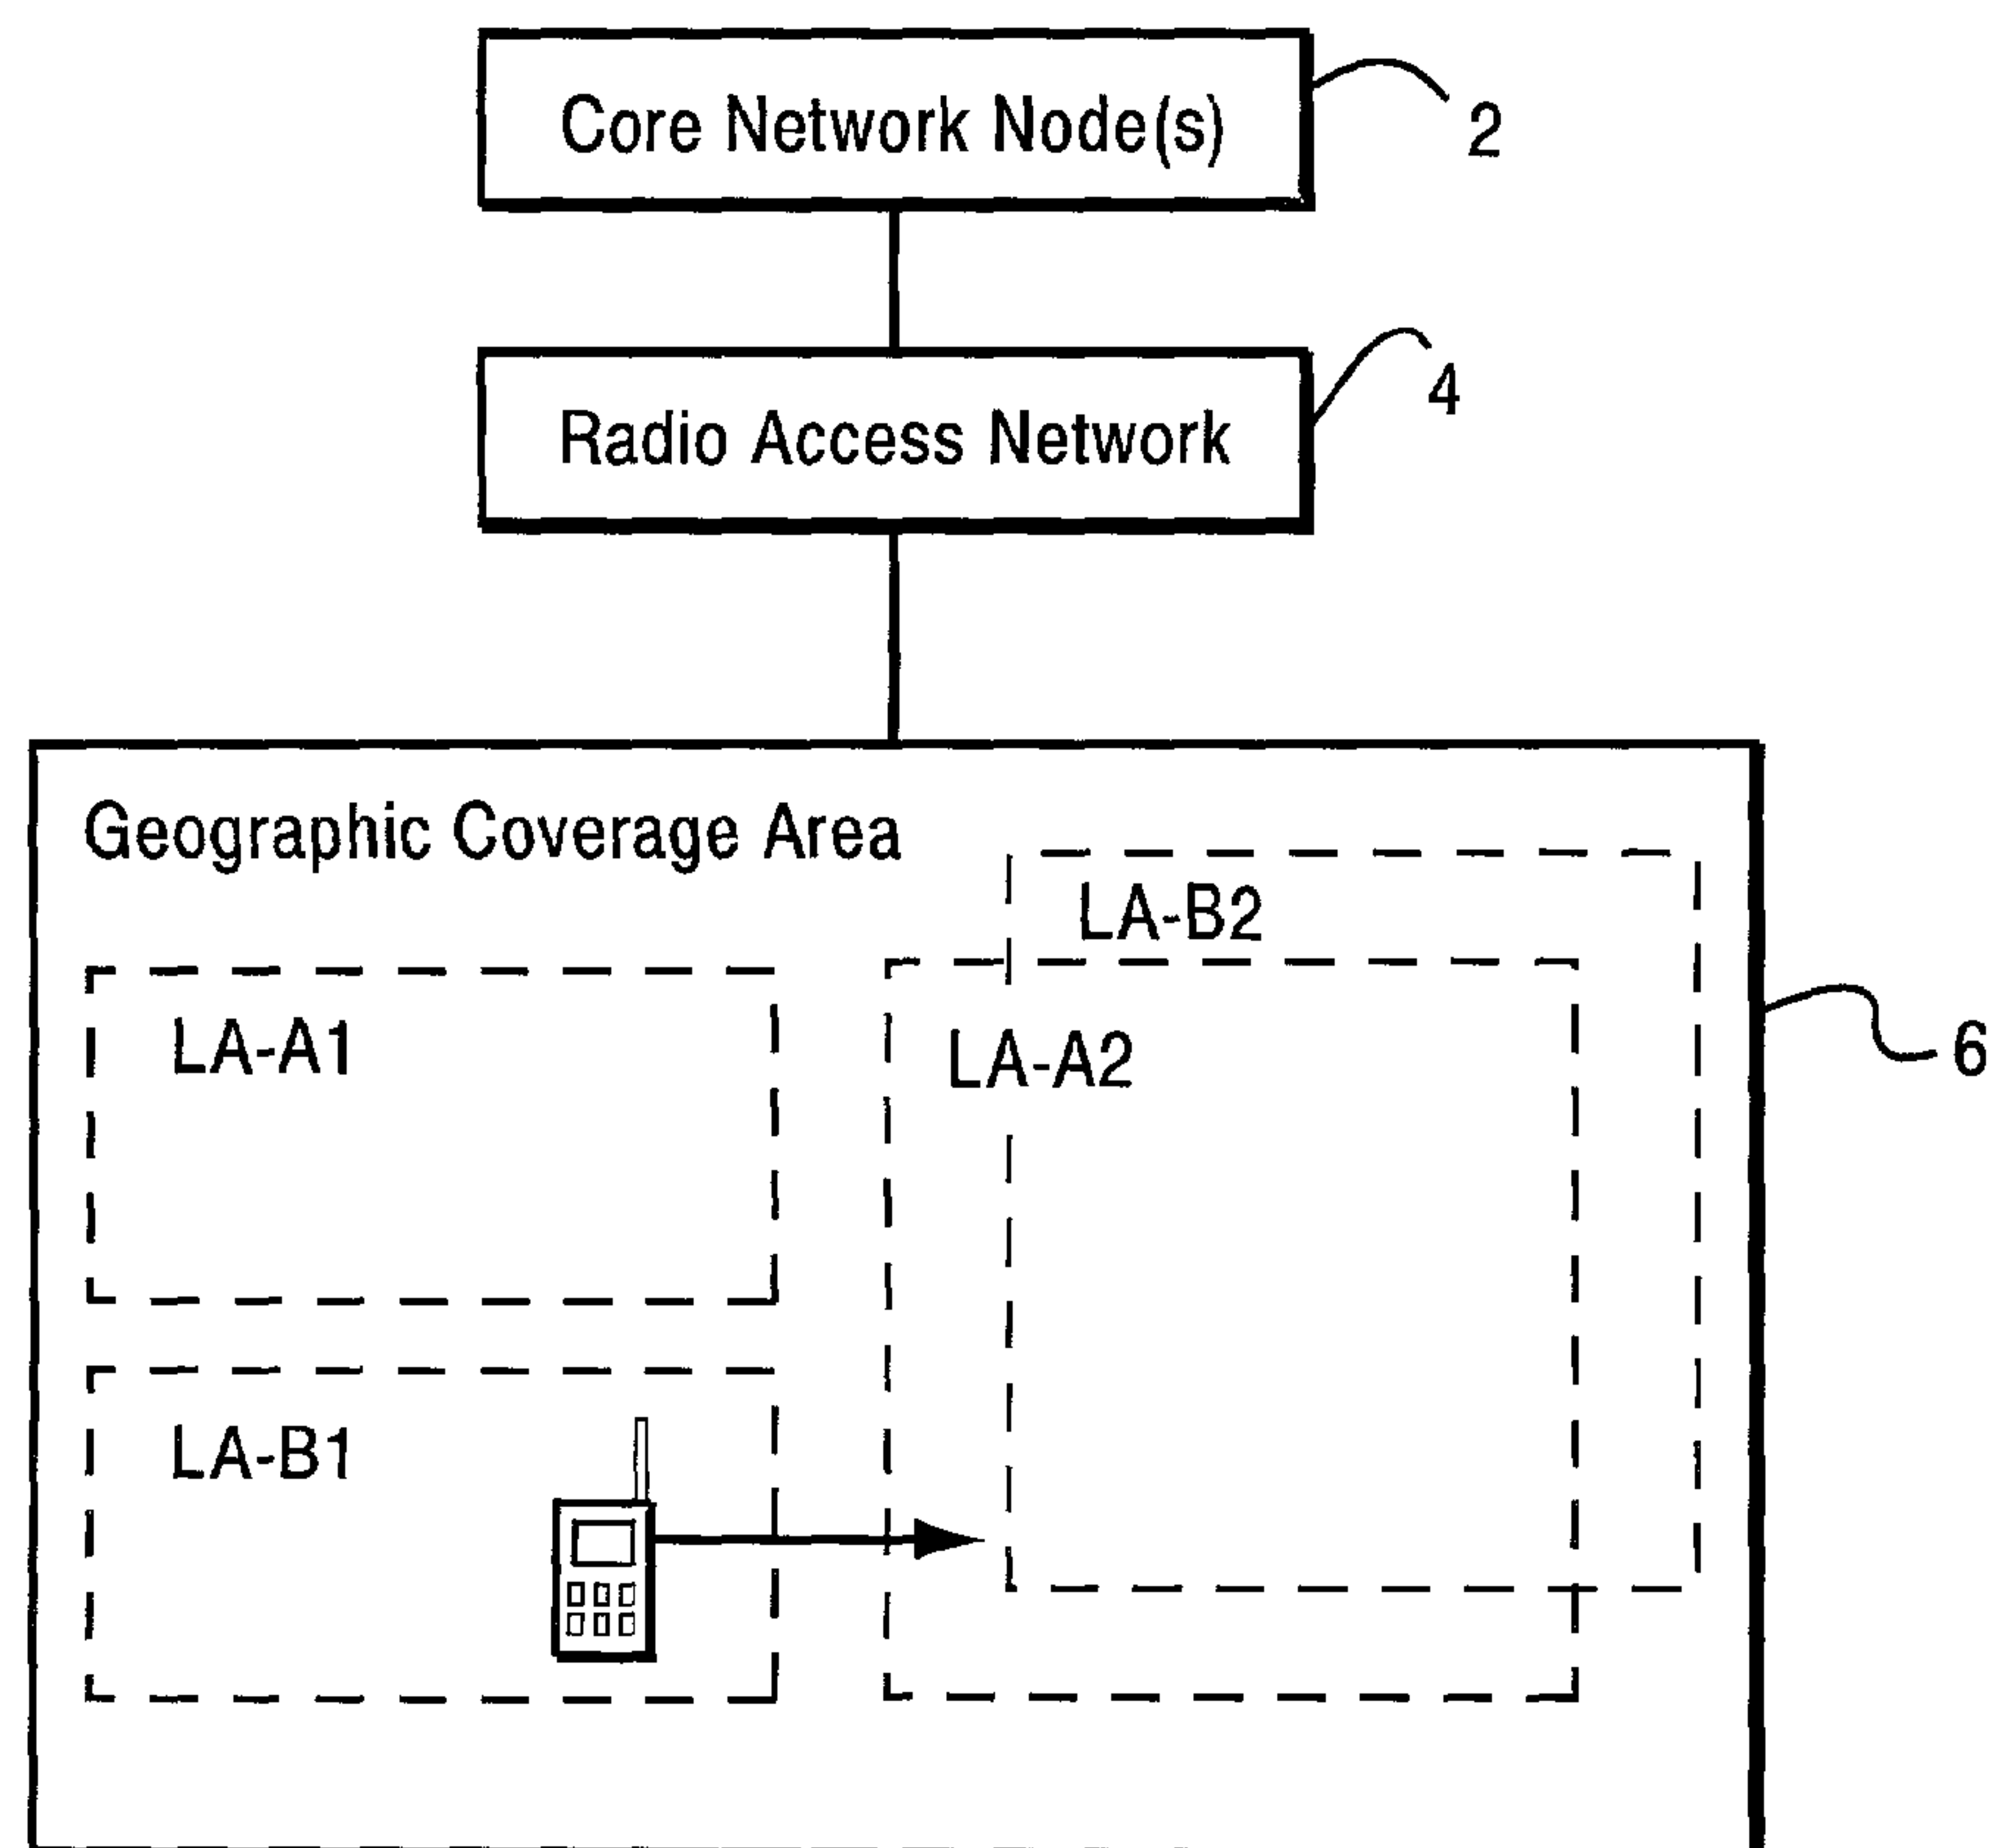 Core Network Node(s)
2
Radio Access Network
4
Geographic Coverage Area
LA-B2
LA-A1
LA-A2
6
LA-B1